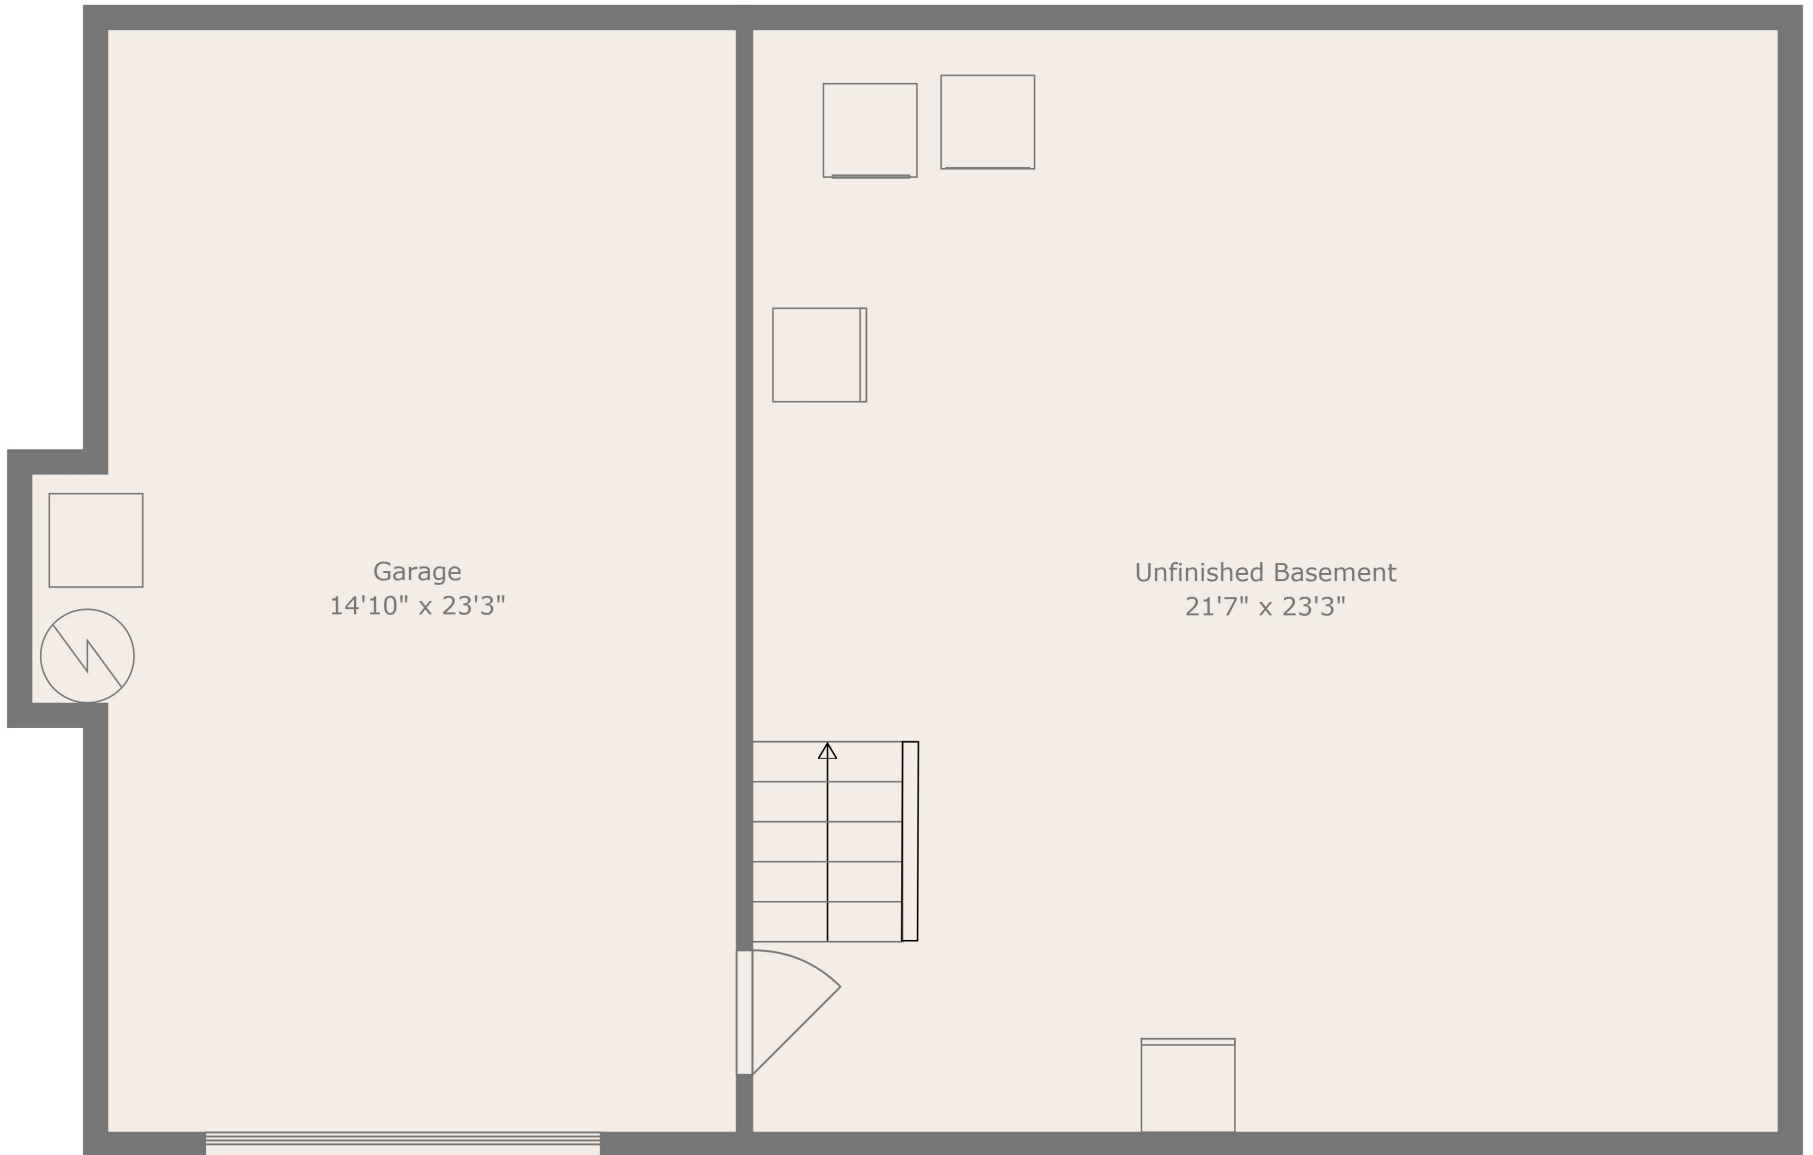 Garage
14'10" x 23'3"
Unfinished Basement
21'7" x 23'3"